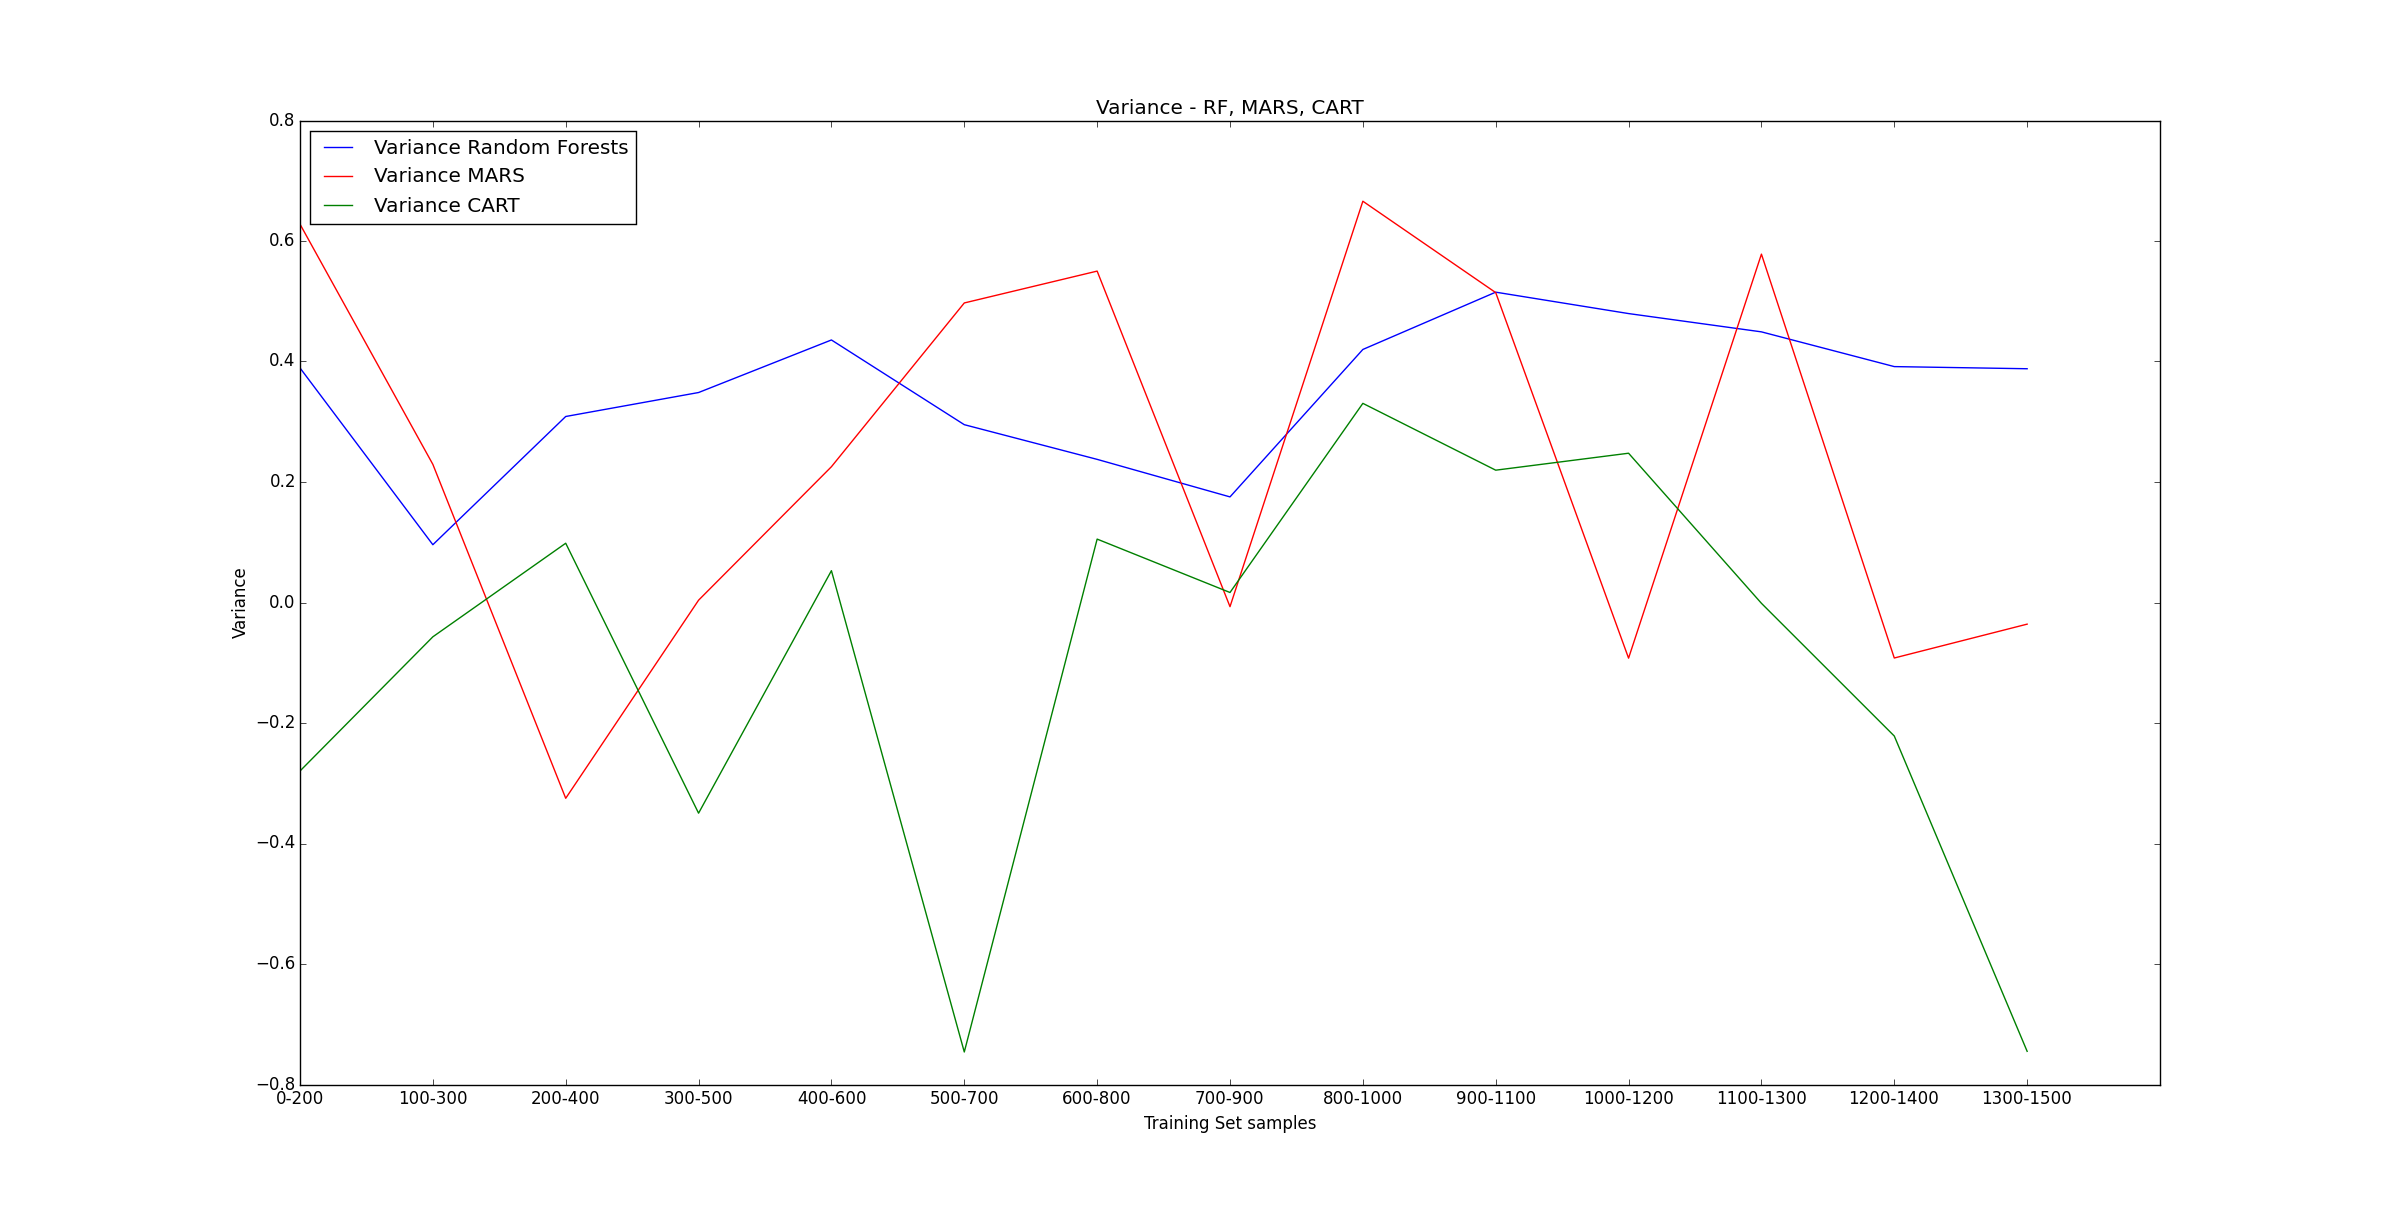 Variance - RF, MARS, CART
Variance Random Forests
Variance MARS
Variance CART
0.8
0.6
0.4
0.2
0.0
−0.2
−0.4
−0.6
−0.8
Variance
0-200 100-300 200-400 300-500 400-600 500-700 600-800 700-900 800-1000 900-1100 1000-1200 1100-1300 1200-1400 1300-1500
Training Set samples